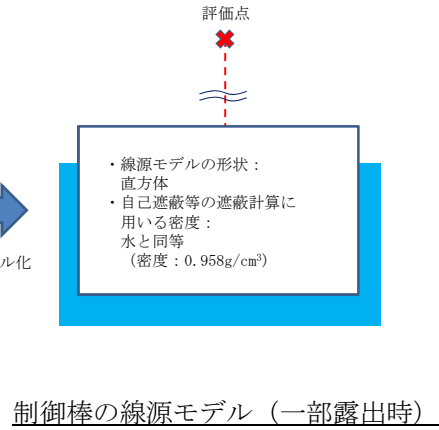 評価点
・線源モデルの形状：
直方体
・自己遮蔽等の遮蔽計算に
用いる密度：
水と同等
（密度：0.958g/cm³）
ル化
制御棒の線源モデル（一部露出時）